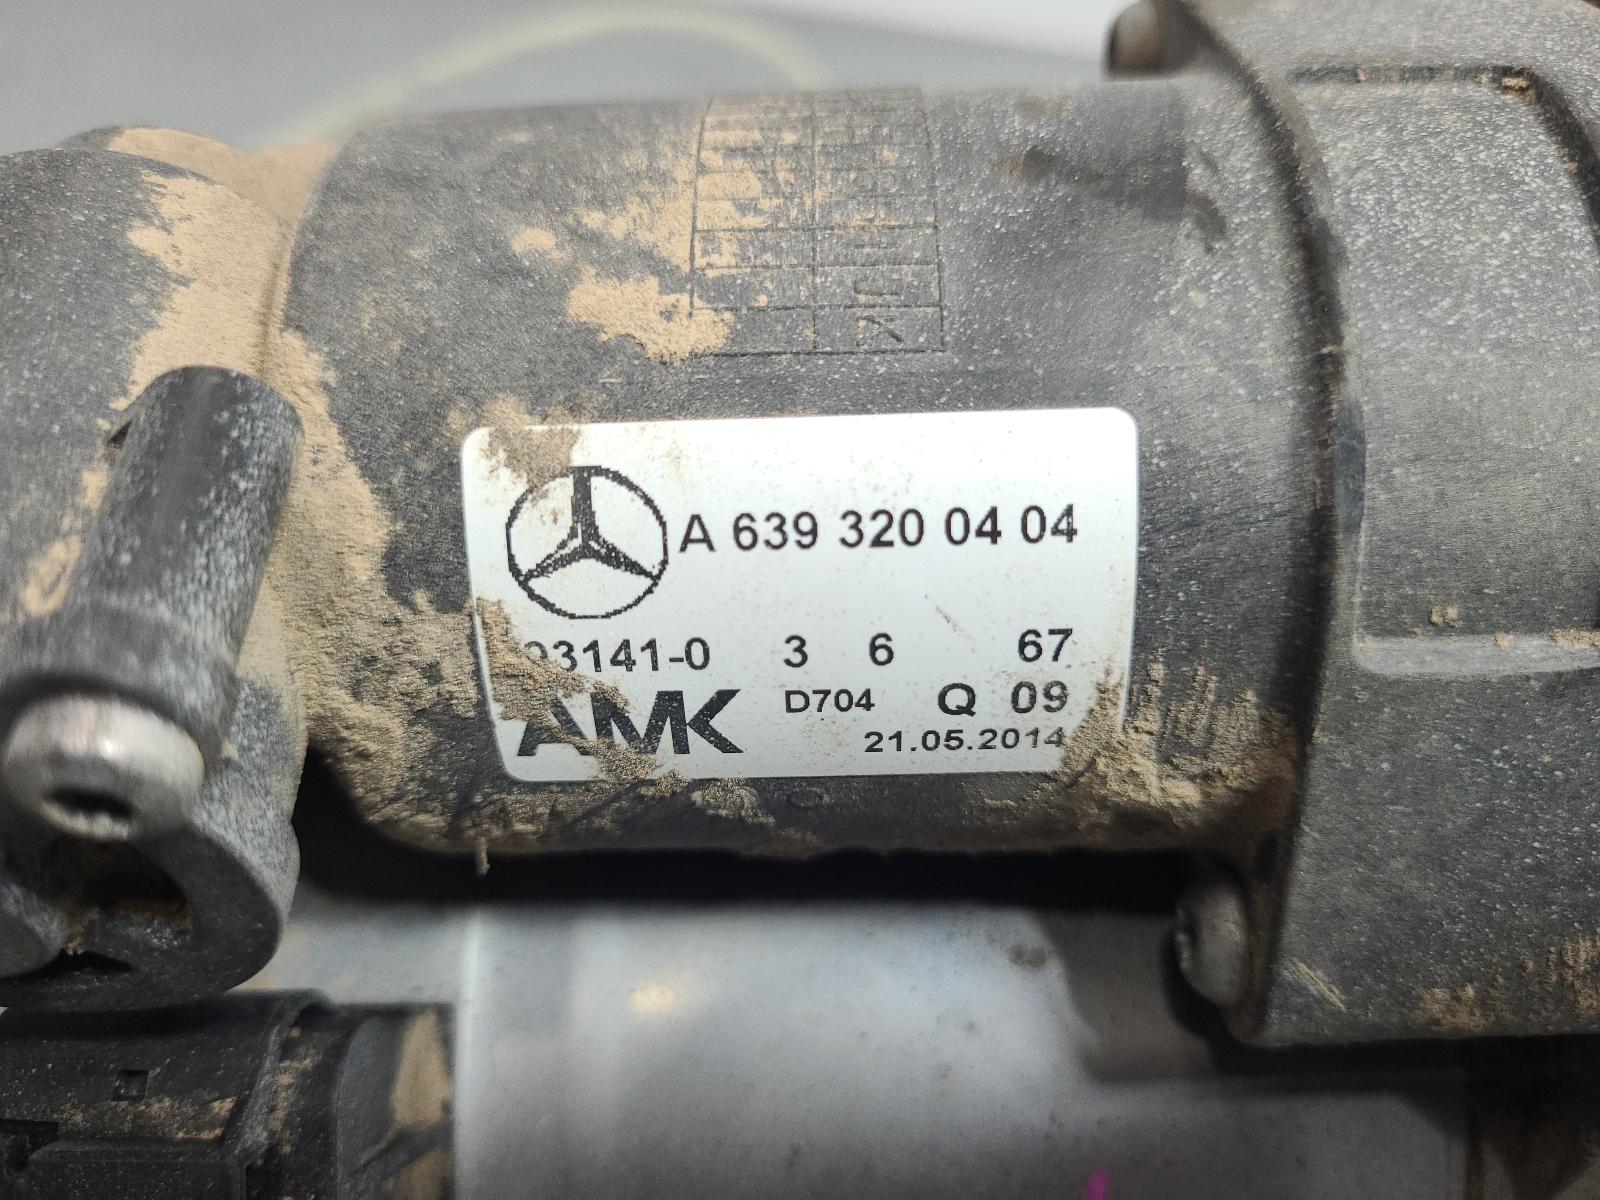 A 639 320 04 04
3141-0 3 6 67
AMK D704 Q 09
21.05.2014